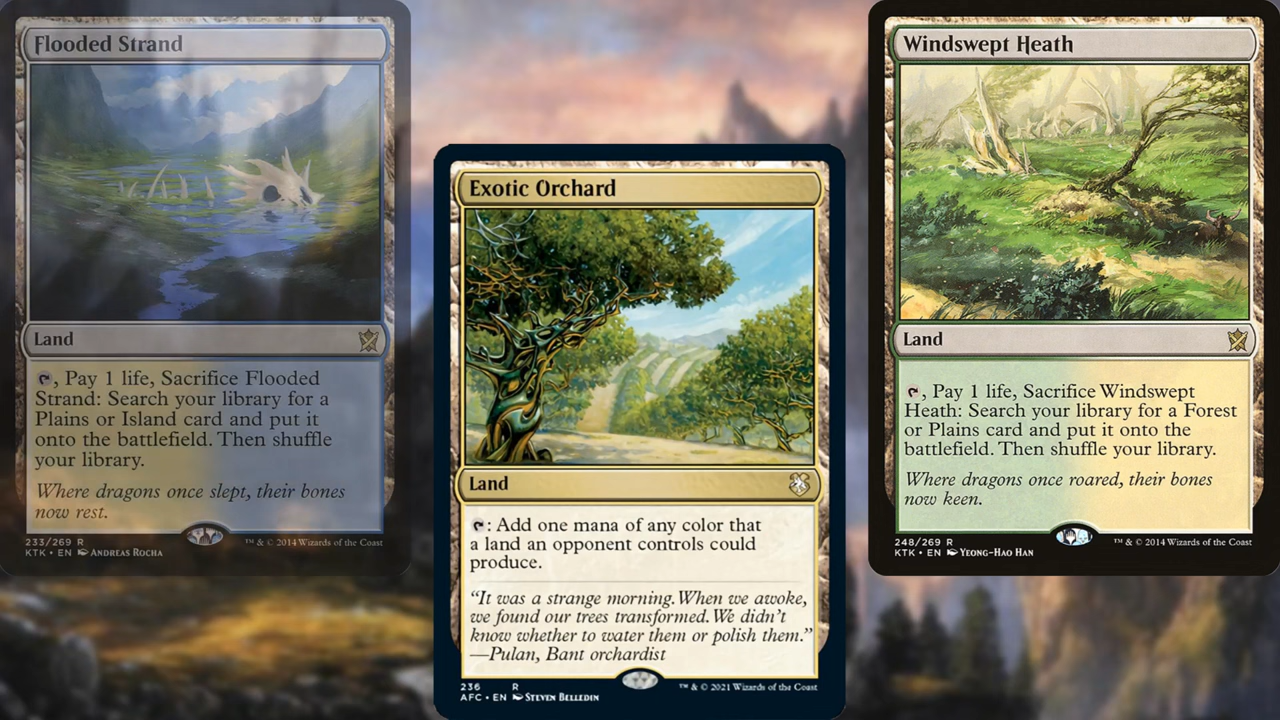 Flooded Strand
Land
, Pay 1 life, Sacrifice Flooded
Strand: Search your library for a
Plains or Island card and put it
onto the battlefield. Then shuffle
your library.
Where dragons once slept, their bones
now rest.
233/269 R
KTK • EN Andreas Rocha
™ & © 2014 Wizards of the Coast
Exotic Orchard
Land
: Add one mana of any color that
a land an opponent controls could
produce.
“It was a strange morning. When we awoke,
we found our trees transformed. We didn’t
know whether to water them or polish them.”
—Pulan, Bant orchardist
236 R
AFC • EN Steven Belledin
™ & © 2021 Wizards of the Coast
Windswept Heath
Land
, Pay 1 life, Sacrifice Windswept
Heath: Search your library for a Forest
or Plains card and put it onto the
battlefield. Then shuffle your library.
Where dragons once roared, their bones
now keen.
248/269 R
KTK • EN Yeong-Hao Han
™ & © 2014 Wizards of the Coast